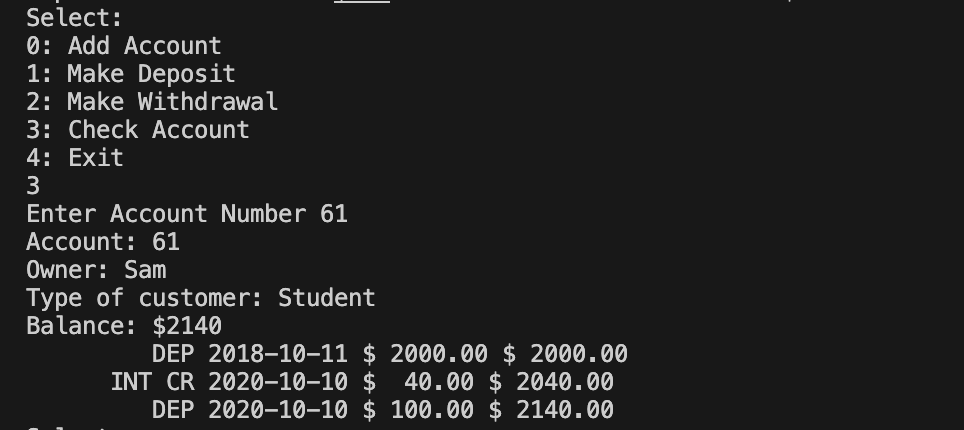 Select:
0: Add Account
1: Make Deposit
2: Make Withdrawal
3: Check Account
4: Exit
3
Enter Account Number 61
Account: 61
Owner: Sam
Type of customer: Student
Balance: $2140
         DEP 2018-10-11 $ 2000.00 $ 2000.00
      INT CR 2020-10-10 $  40.00 $ 2040.00
         DEP 2020-10-10 $ 100.00 $ 2140.00